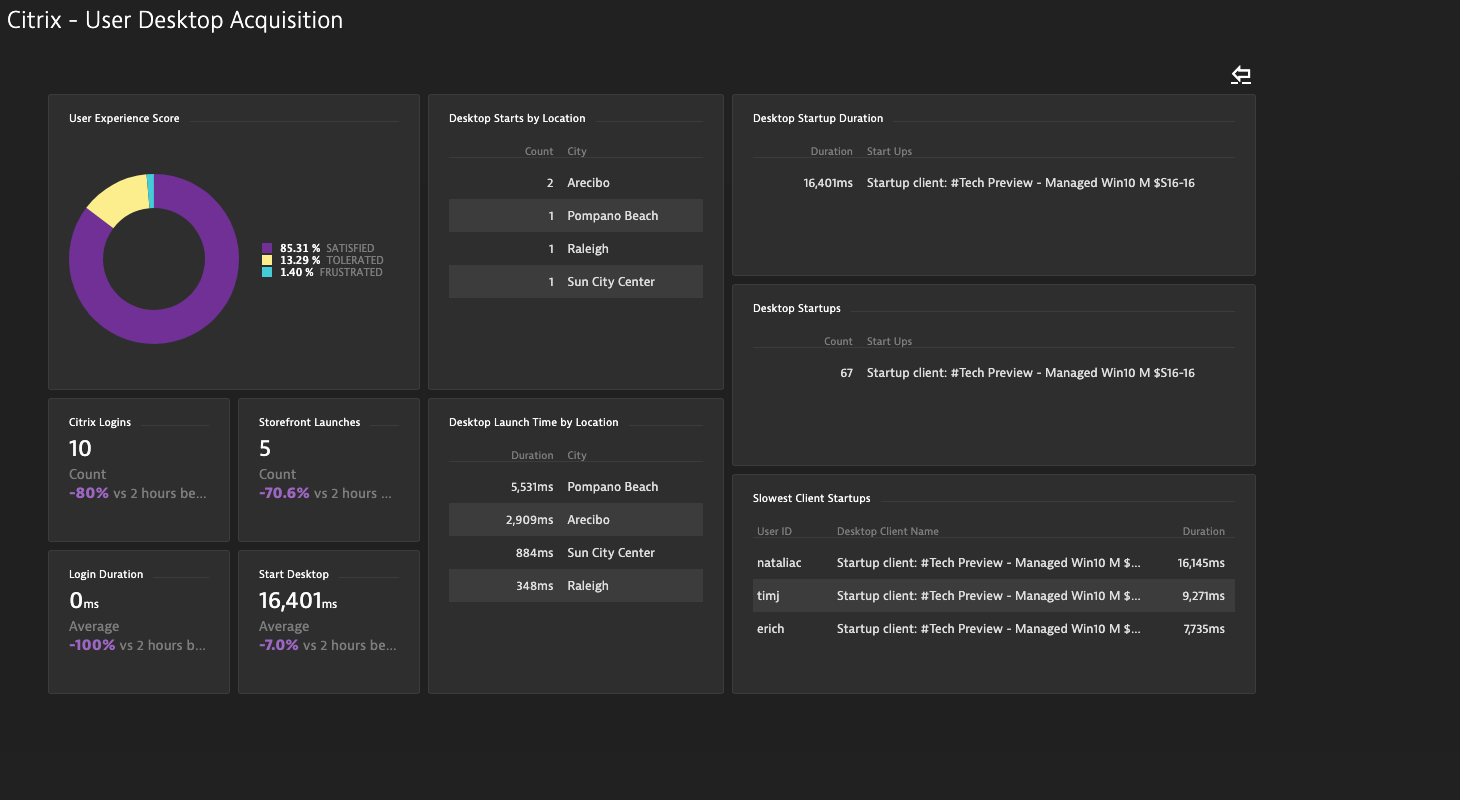 Citrix - User Desktop Acquisition
User Experience Score
85.31 % SATISFIED
13.29 % TOLERATED
1.40 % FRUSTRATED
Desktop Starts by Location
Count City
2 Arecibo
1 Pompano Beach
1 Raleigh
1 Sun City Center
Desktop Startup Duration
Duration Start Ups
16,401ms Startup client: #Tech Preview - Managed Win10 M $S16-16
Desktop Startups
Count Start Ups
67 Startup client: #Tech Preview - Managed Win10 M $S16-16
Citrix Logins
10
Count
-80% vs 2 hours be...
Storefront Launches
5
Count
-70.6% vs 2 hours ...
Login Duration
0ms
Average
-100% vs 2 hours b...
Start Desktop
16,401ms
Average
-7.0% vs 2 hours be...
Desktop Launch Time by Location
Duration City
5,531ms Pompano Beach
2,909ms Arecibo
884ms Sun City Center
348ms Raleigh
Slowest Client Startups
User ID Desktop Client Name Duration
nataliac Startup client: #Tech Preview - Managed Win10 M $... 16,145ms
timj Startup client: #Tech Preview - Managed Win10 M $... 9,271ms
erich Startup client: #Tech Preview - Managed Win10 M $... 7,735ms